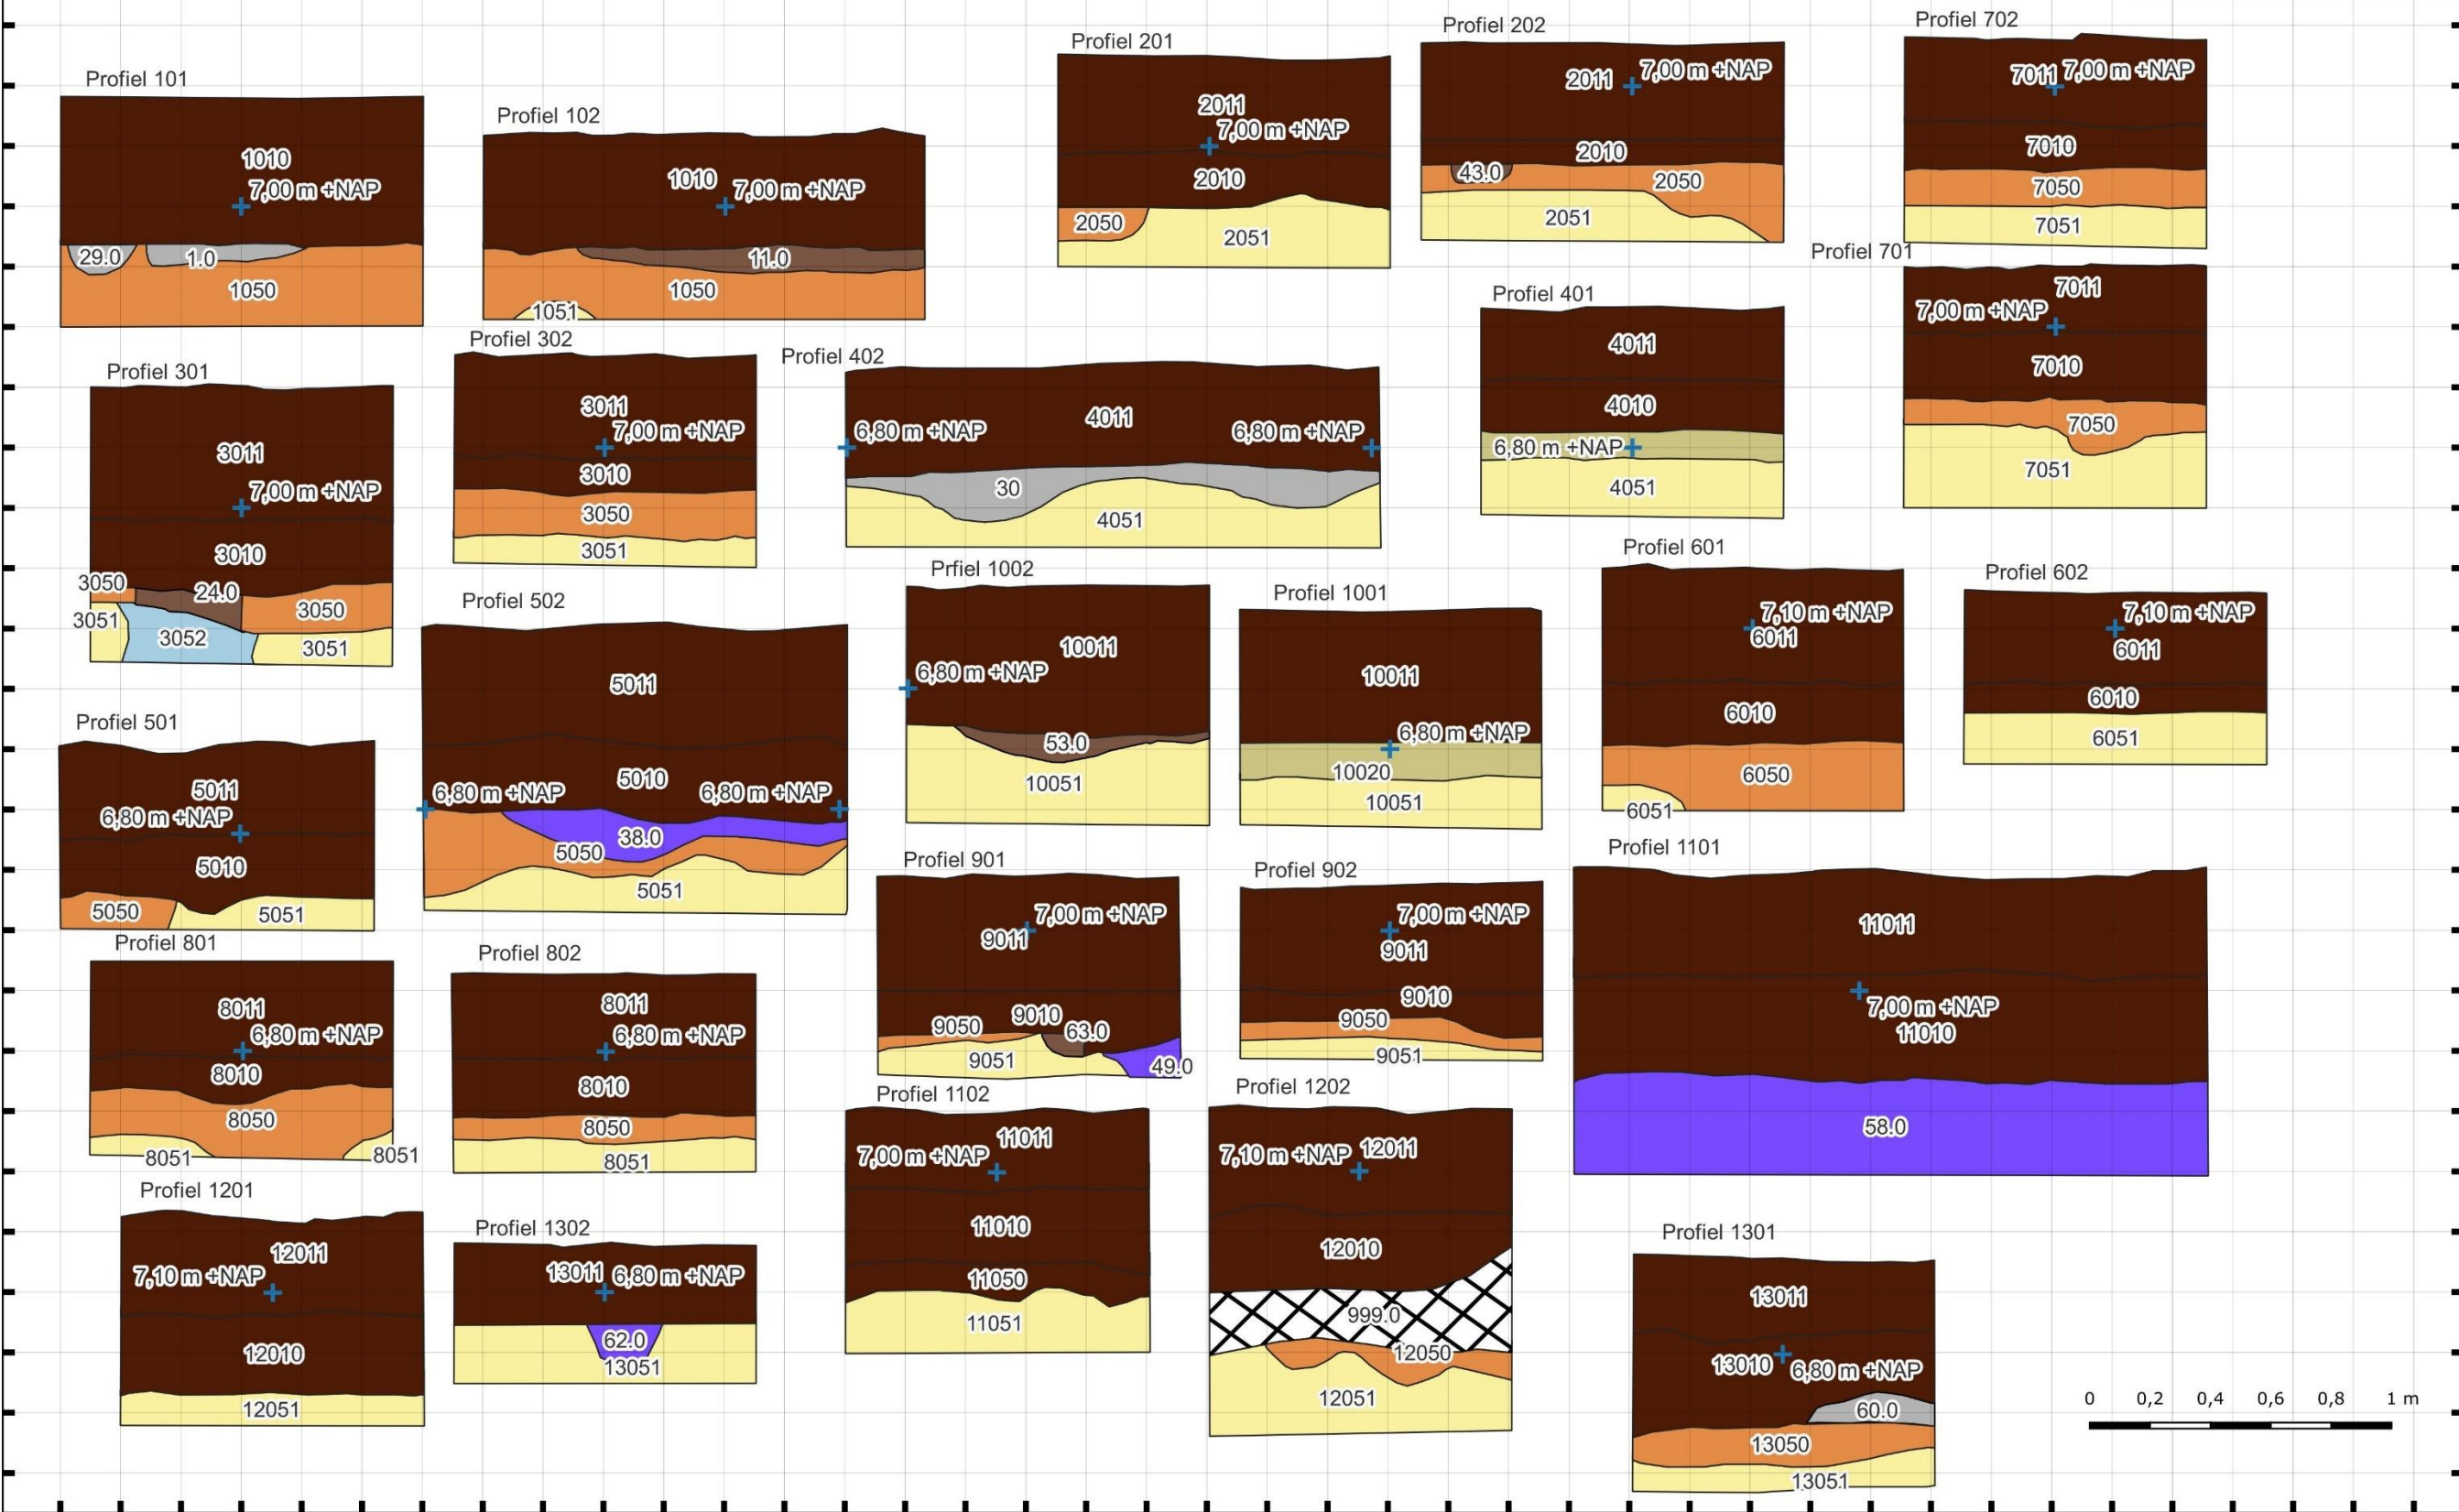 Profiel 101
1010
7,00 m +NAP
29.0
1.0
1050
Profiel 102
1010
7,00 m +NAP
11.0
1050
1051
Profiel 201
2011
7,00 m +NAP
2010
2050
2051
Profiel 202
2011
7,00 m +NAP
2010
43.0
2050
2051
Profiel 702
7011
7,00 m +NAP
7010
7050
7051
Profiel 301
3011
7,00 m +NAP
3010
3050
24.0
3050
3051
3052
3051
Profiel 302
3011
7,00 m +NAP
3010
3050
3051
Profiel 402
6,80 m +NAP
4011
6,80 m +NAP
30
4051
Profiel 401
4011
4010
6,80 m +NAP
4051
Profiel 701
7011
7,00 m +NAP
7010
7050
7051
Profiel 501
5011
6,80 m +NAP
5010
5050
5051
Profiel 502
5011
5010
6,80 m +NAP
6,80 m +NAP
38.0
5050
5051
Prfiel 1002
10011
6,80 m +NAP
53.0
10051
Profiel 1001
10011
6,80 m +NAP
10020
10051
Profiel 601
7,10 m +NAP
6011
6010
6050
6051
Profiel 602
7,10 m +NAP
6011
6010
6051
Profiel 801
8011
6,80 m +NAP
8010
8050
8051
8051
Profiel 802
8011
6,80 m +NAP
8010
8050
8051
Profiel 901
7,00 m +NAP
9011
9010
9050
63.0
9051
49.0
Profiel 902
7,00 m +NAP
9011
9010
9050
9051
Profiel 1101
11011
7,00 m +NAP
11010
58.0
Profiel 1201
12011
7,10 m +NAP
12010
12051
Profiel 1302
13011
6,80 m +NAP
62.0
13051
Profiel 1102
11011
7,00 m +NAP
11010
11050
11051
Profiel 1202
7,10 m +NAP
12011
12010
999.0
12050
12051
Profiel 1301
13011
13010
6,80 m +NAP
60.0
13050
13051
0 0,2 0,4 0,6 0,8 1 m